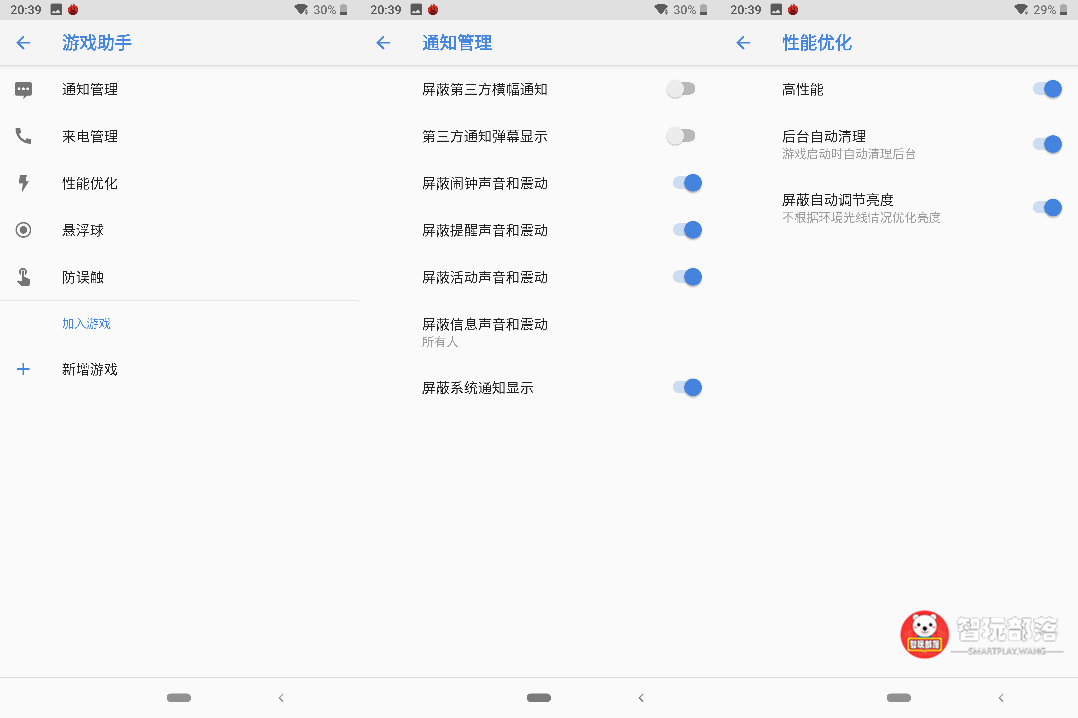 20:39
30%
游戏助手
通知管理
来电管理
性能优化
悬浮球
防误触
加入游戏
新增游戏
20:39
30%
通知管理
屏蔽第三方横幅通知
第三方通知弹幕显示
屏蔽闹钟声音和震动
屏蔽提醒声音和震动
屏蔽活动声音和震动
屏蔽信息声音和震动
所有人
屏蔽系统通知显示
20:39
29%
性能优化
高性能
后台自动清理
游戏启动时自动清理后台
屏蔽自动调节亮度
不根据环境光线情况优化亮度
智玩部落
智玩部落
SMARTPLAY.WANG